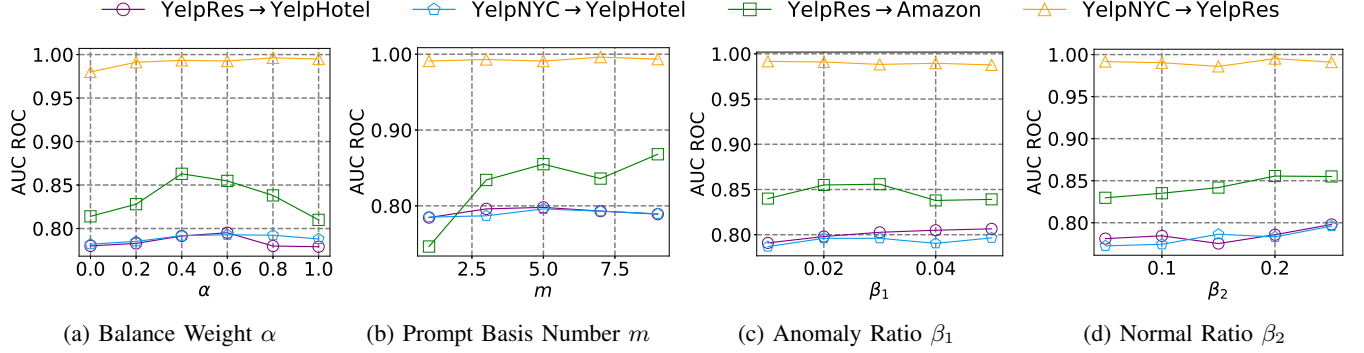 YelpRes→YelpHotel YelpNYC→YelpHotel YelpRes→Amazon YelpNYC→YelpRes
AUC ROC
1.00
0.95
0.90
0.85
0.80
0.0 0.2 0.4 0.6 0.8 1.0
α
(a) Balance Weight α
AUC ROC
1.00
0.90
0.80
2.5 5.0 7.5
m
(b) Prompt Basis Number m
AUC ROC
1.00
0.95
0.90
0.85
0.80
0.02 0.04
β₁
(c) Anomaly Ratio β₁
AUC ROC
1.00
0.95
0.90
0.85
0.80
0.1 0.2
β₂
(d) Normal Ratio β₂